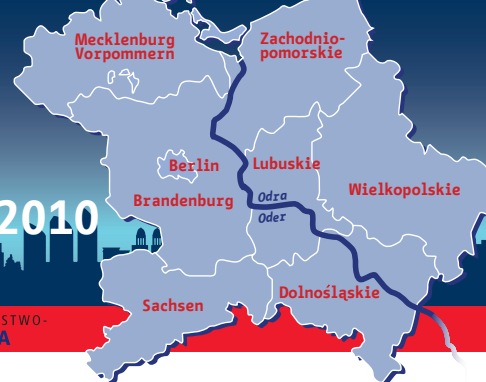 Mecklenburg
Vorpommern
Zachodnio-
pomorskie
Berlin
Lubuskie
Brandenburg
Wielkopolskie
Odra
Oder
2010
Sachsen
Dolnośląskie
STWO-
A